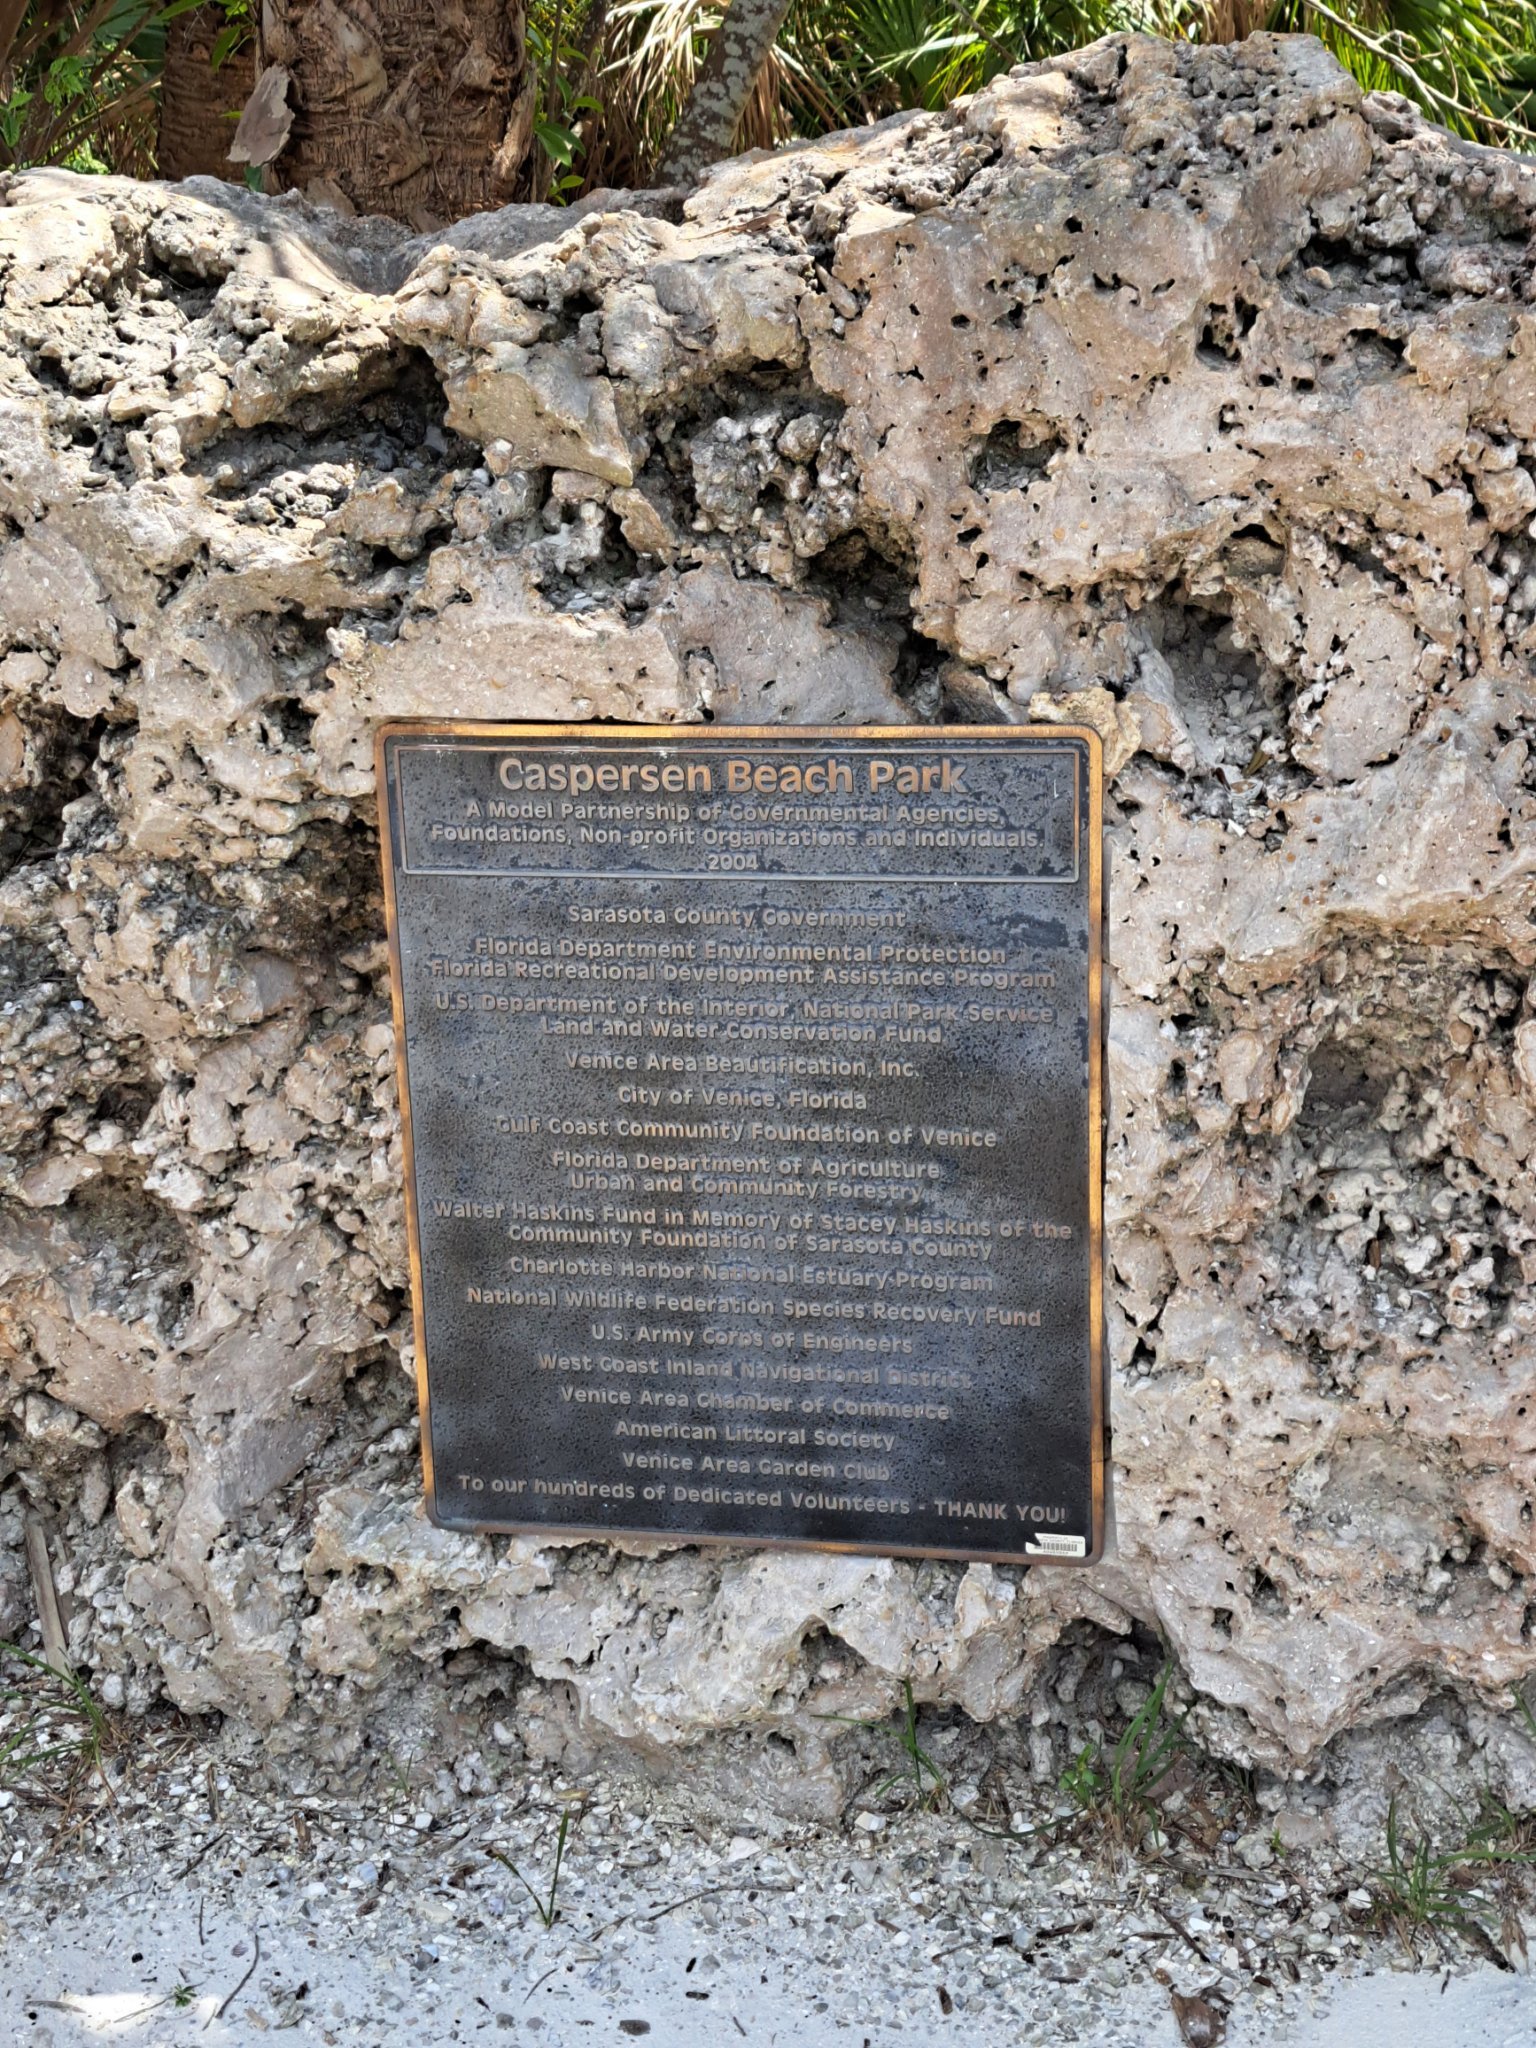 Caspersen Beach Park
A Model Partnership of Governmental Agencies,
Foundations, Non-profit Organizations and Individuals.
2004
Sarasota County Government
Florida Department Environmental Protection
Florida Recreational Development Assistance Program
U.S. Department of the Interior, National Park Service
Land and Water Conservation Fund
Venice Area Beautification, Inc.
City of Venice, Florida
Gulf Coast Community Foundation of Venice
Florida Department of Agriculture
Urban and Community Forestry
Walter Haskins Fund in Memory of Stacey Haskins of the
Community Foundation of Sarasota County
Charlotte Harbor National Estuary Program
National Wildlife Federation Species Recovery Fund
U.S. Army Corps of Engineers
West Coast Inland Navigational District
Venice Area Chamber of Commerce
American Littoral Society
Venice Area Garden Club
To our hundreds of Dedicated Volunteers - THANK YOU!